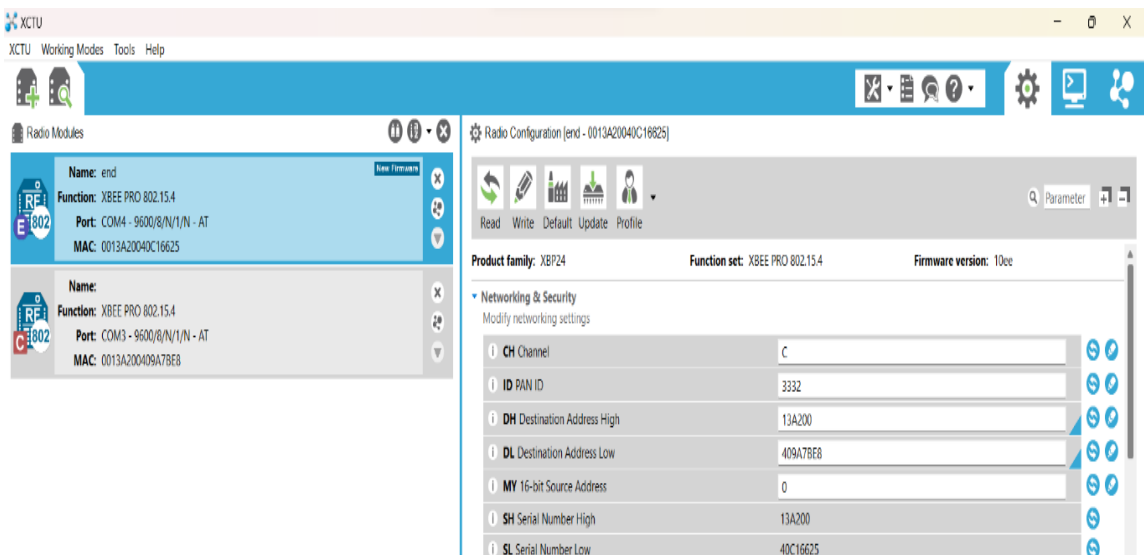 XCTU
XCTU Working Modes Tools Help
Radio Modules
Name: end
New Firmware
Function: XBEE PRO 802.15.4
Port: COM4 - 9600/8/N/1/N - AT
MAC: 0013A20040C16625
RF
E 802
Name:
Function: XBEE PRO 802.15.4
Port: COM3 - 9600/8/N/1/N - AT
MAC: 0013A200409A7BE8
RF
C 802
Radio Configuration [end - 0013A20040C16625]
Read Write Default Update Profile
Parameter
Product family: XBP24 Function set: XBEE PRO 802.15.4 Firmware version: 10ee
Networking & Security
Modify networking settings
i CH Channel C
i ID PAN ID 3332
i DH Destination Address High 13A200
i DL Destination Address Low 409A7BE8
i MY 16-bit Source Address 0
i SH Serial Number High 13A200
i SL Serial Number Low 40C16625